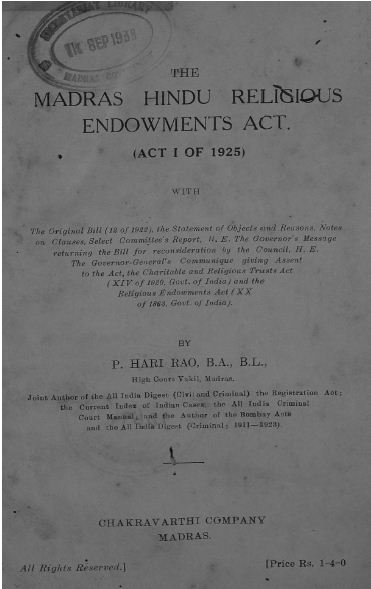 SECRETARIAT LIBRARY
SEP 1938
MADRAS
THE
MADRAS HINDU RELIGIOUS
ENDOWMENTS ACT.
(ACT I OF 1925)
WITH
The Original Bill (12 of 1922), the Statement of Objects and Reasons, Notes
on Clauses, Select Committee's Report, H. E. The Governor's Message
returning the Bill for reconsideration by the Council, H. E.
The Governor-General's Communique giving Assent
to the Act, the Charitable and Religious Trusts Act
(XIV of 1920, Govt. of India) and the
Religious Endowments Act (XX
of 1863, Govt. of India).
BY
P. HARI RAO, B.A., B.L.,
High Court Vakil, Madras.
Joint Author of the All India Digest (Civil and Criminal) the Registration Act;
the Current Index of Indian Cases; the All India Criminal
Court Manual; and the Author of the Bombay Acts
and the All India Digest (Criminal; 1911—1923).
CHAKRAVARTHI COMPANY
MADRAS.
All Rights Reserved.]
[Price Rs. 1-4-0